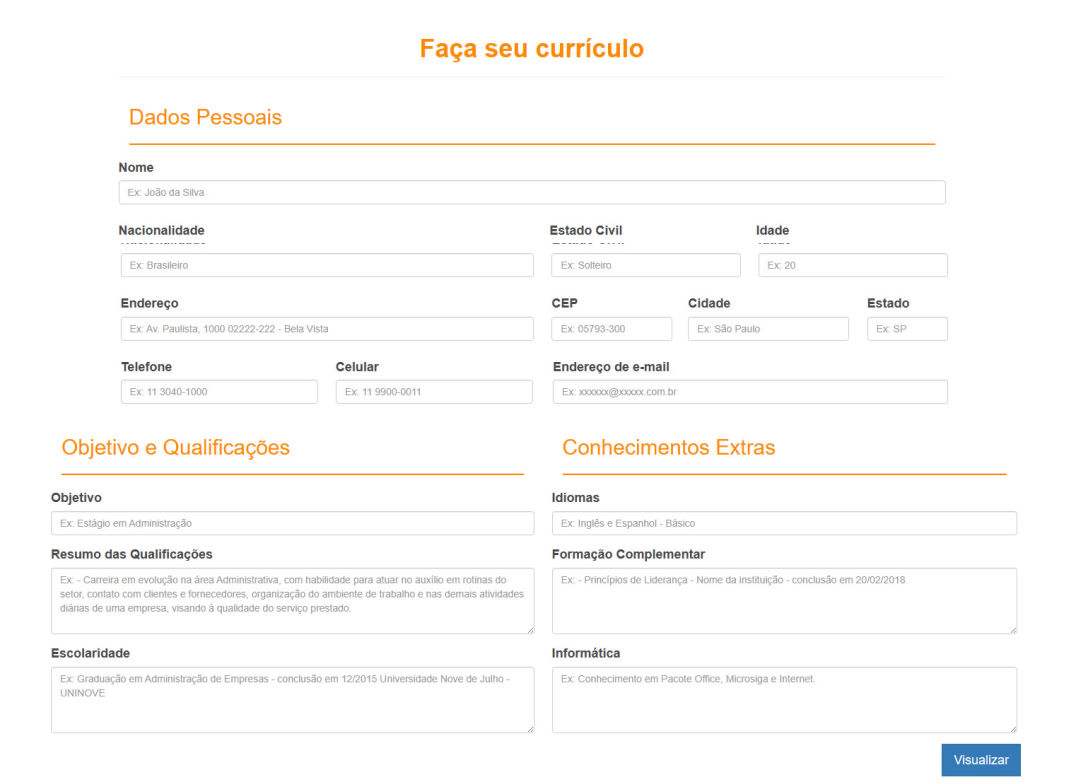 Faça seu currículo
Dados Pessoais
Nome
Ex: João da Silva
Nacionalidade Estado Civil Idade
Ex: Brasileiro Ex: Solteiro Ex: 20
Endereço CEP Cidade Estado
Ex: Av. Paulista, 1000 02222-222 - Bela Vista Ex: 05793-300 Ex: São Paulo Ex: SP
Telefone Celular Endereço de e-mail
Ex: 11 3040-1000 Ex: 11 9900-0011 Ex: xxxxxx@xxxxx.com.br
Objetivo e Qualificações
Objetivo
Ex: Estágio em Administração
Resumo das Qualificações
Ex: - Carreira em evolução na área Administrativa, com habilidade para atuar no auxílio em rotinas do
setor, contato com clientes e fornecedores, organização do ambiente de trabalho e nas demais atividades
diárias de uma empresa, visando à qualidade do serviço prestado.
Escolaridade
Ex: Graduação em Administração de Empresas - conclusão em 12/2015 Universidade Nove de Julho -
UNINOVE
Conhecimentos Extras
Idiomas
Ex: Inglês e Espanhol - Básico
Formação Complementar
Ex: - Princípios de Liderança - Nome da instituição - conclusão em 20/02/2018
Informática
Ex: Conhecimento em Pacote Office, Microsiga e Internet.
Visualizar